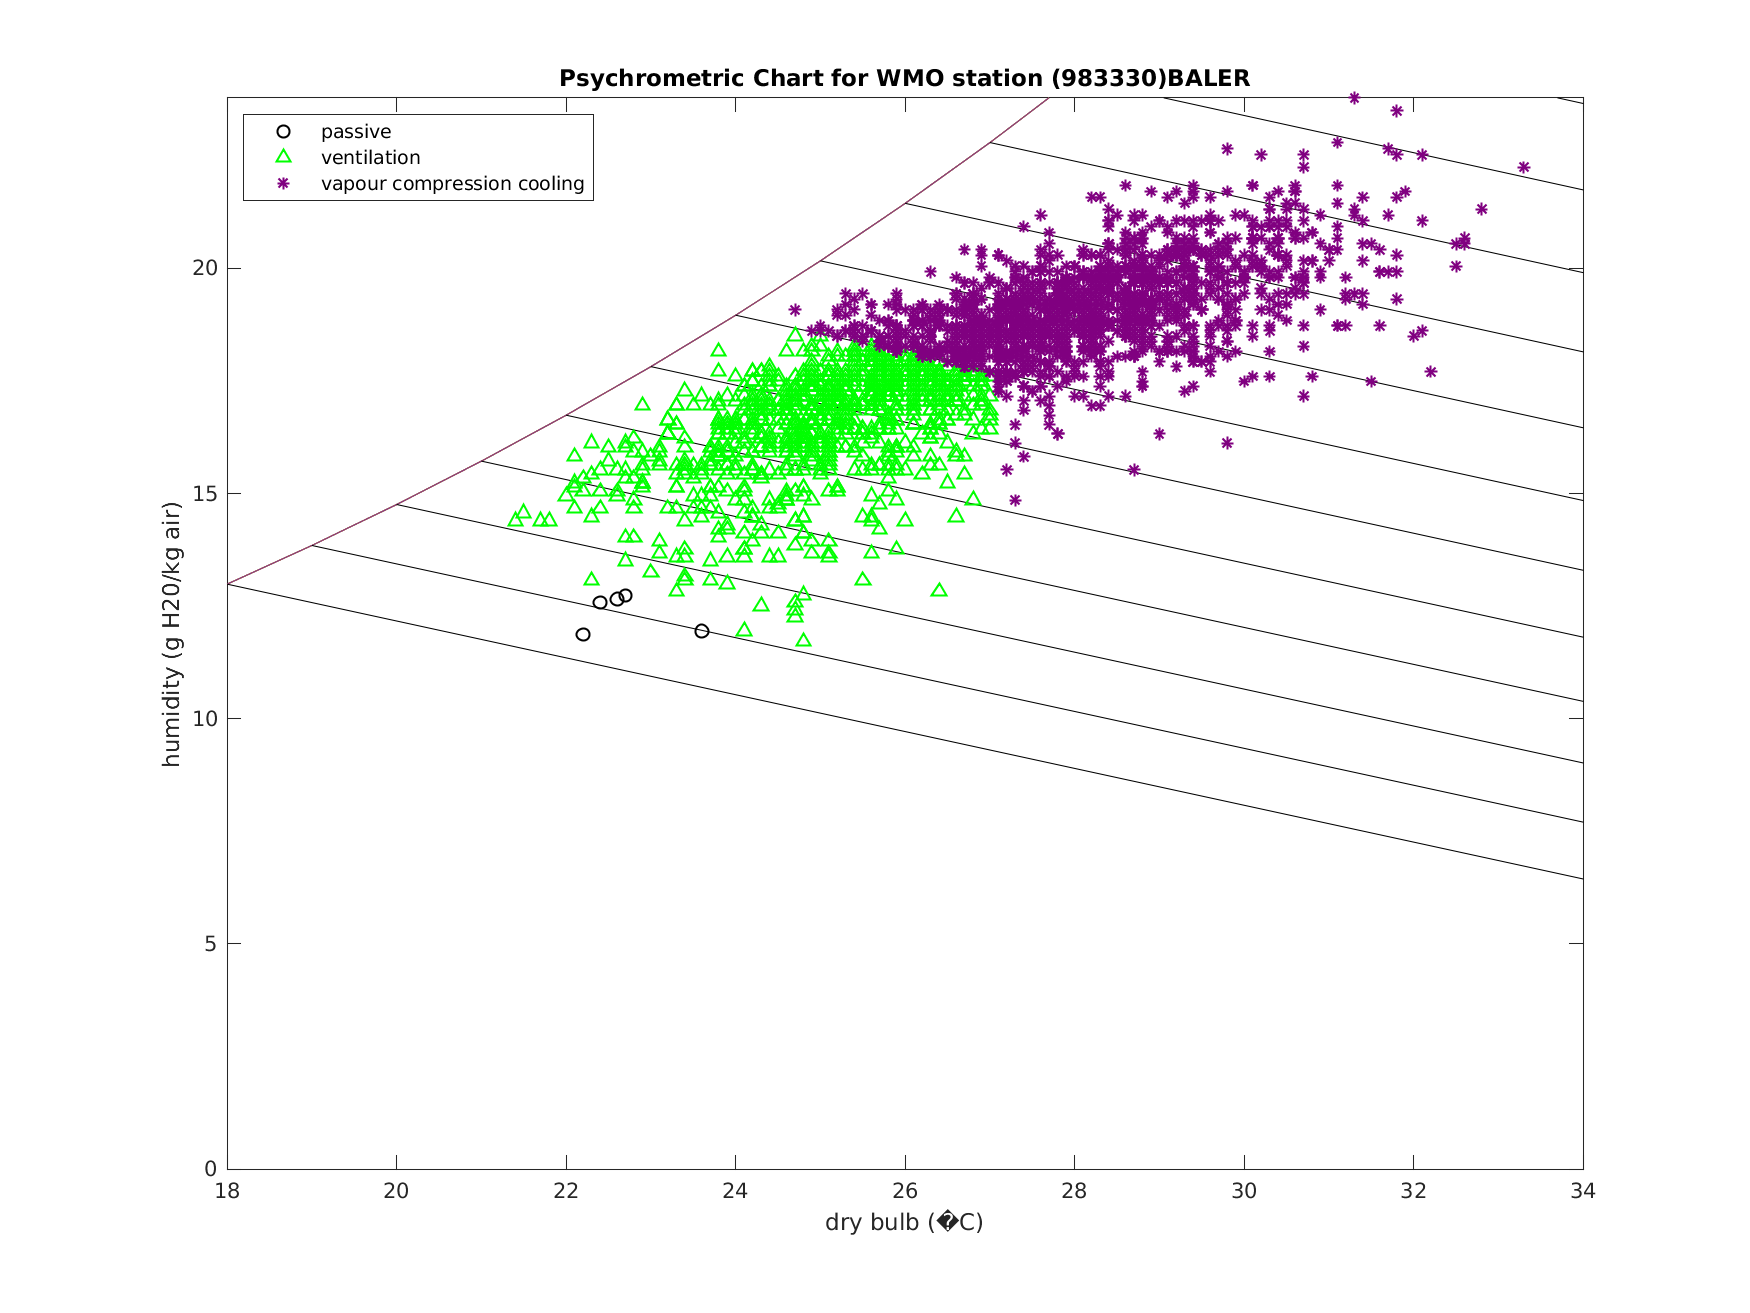 Psychrometric Chart for WMO station (983330)BALER
passive
ventilation
vapour compression cooling
humidity (g H20/kg air)
20
15
10
5
0
18 20 22 24 26 28 30 32 34
dry bulb (�C)